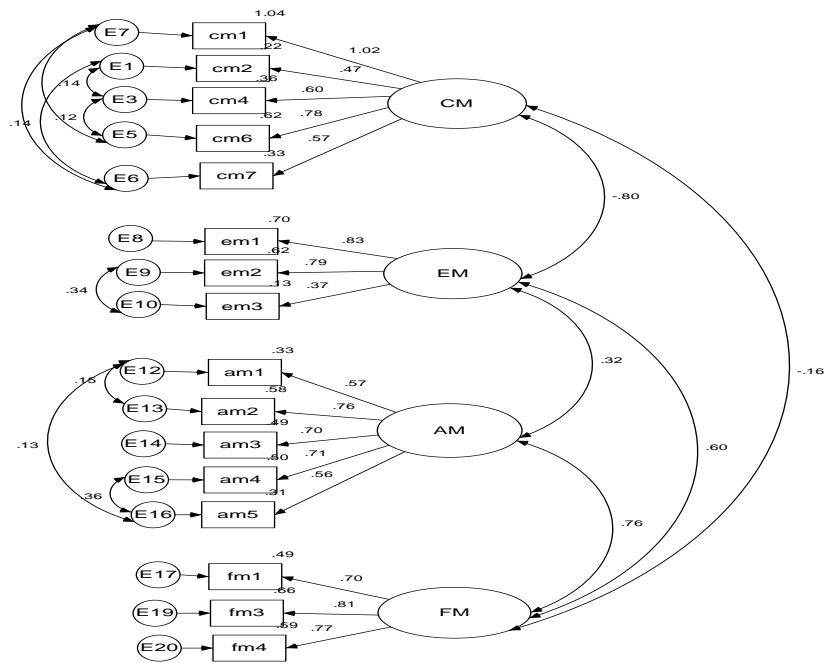 1.04
E7 cm1
.22 1.02
E1 cm2 .47
.14 .36
E3 cm4 .60 CM
.12 .62 .78
.14
E5 cm6 .57
.33
E6 cm7
-.80
.70
E8 em1 .83
.62
E9 em2 .79 EM
.34 .13 .37
E10 em3
.33 .32
-.16
E12 am1 .57
.15 .58
E13 am2 .76
.49 .70 AM
.13 E14 am3
.50 .71 .60
E15 am4 .56
.36 .31
E16 am5
.76
.49
E17 fm1 .70
.66
E19 fm3 .81 FM
.59 .77
E20 fm4